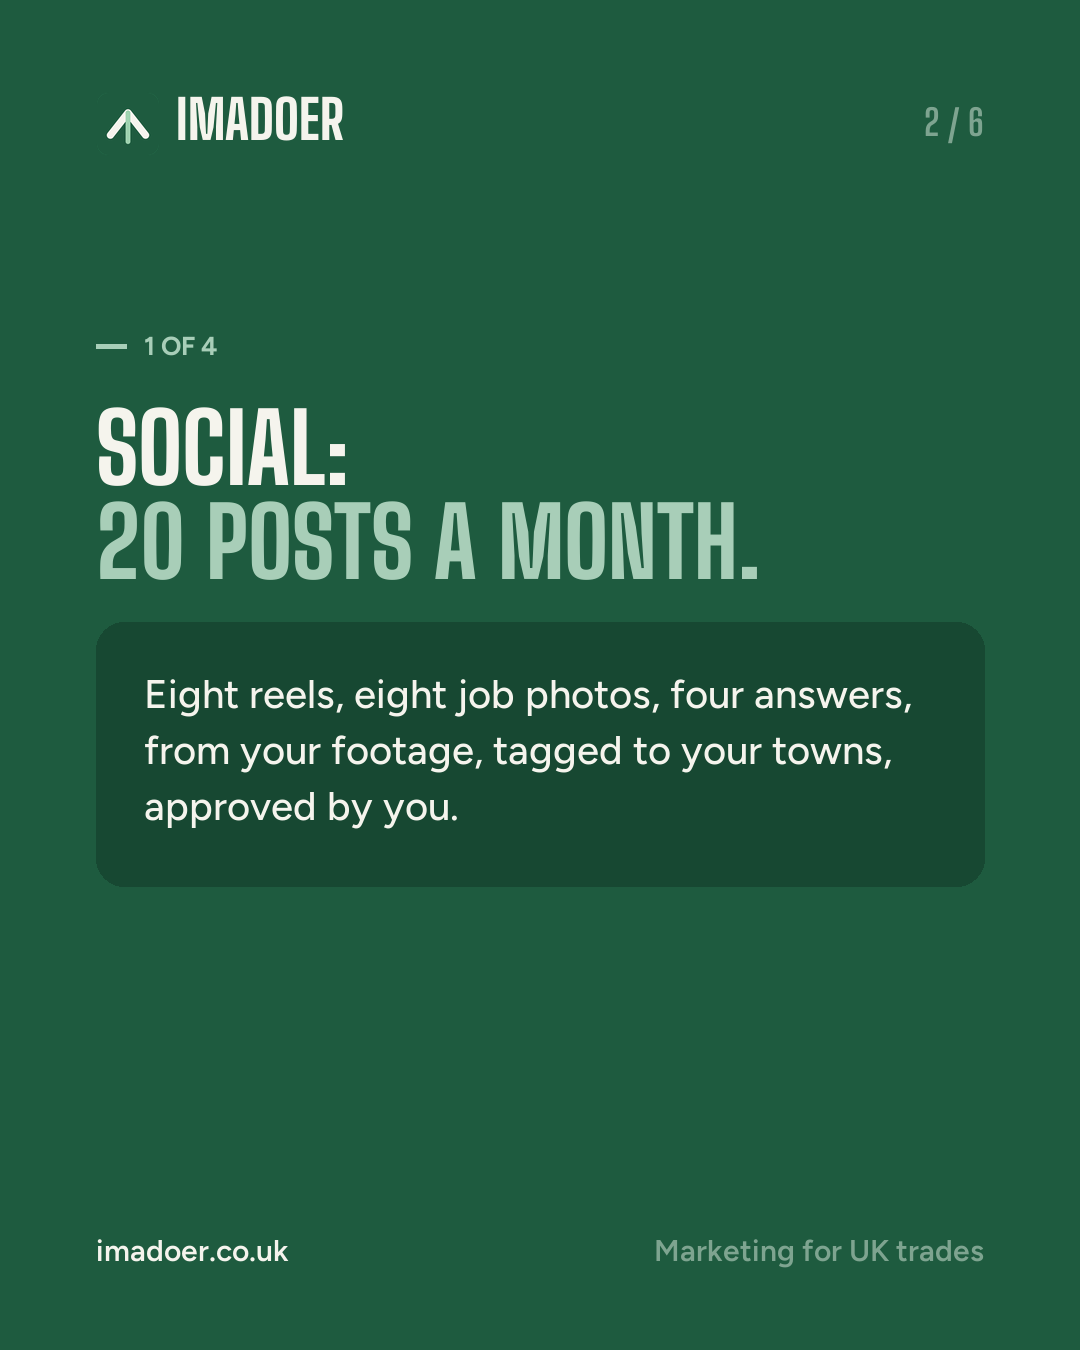 IMADOER
2 / 6
1 OF 4
SOCIAL:
20 POSTS A MONTH.
Eight reels, eight job photos, four answers,
from your footage, tagged to your towns,
approved by you.
imadoer.co.uk
Marketing for UK trades